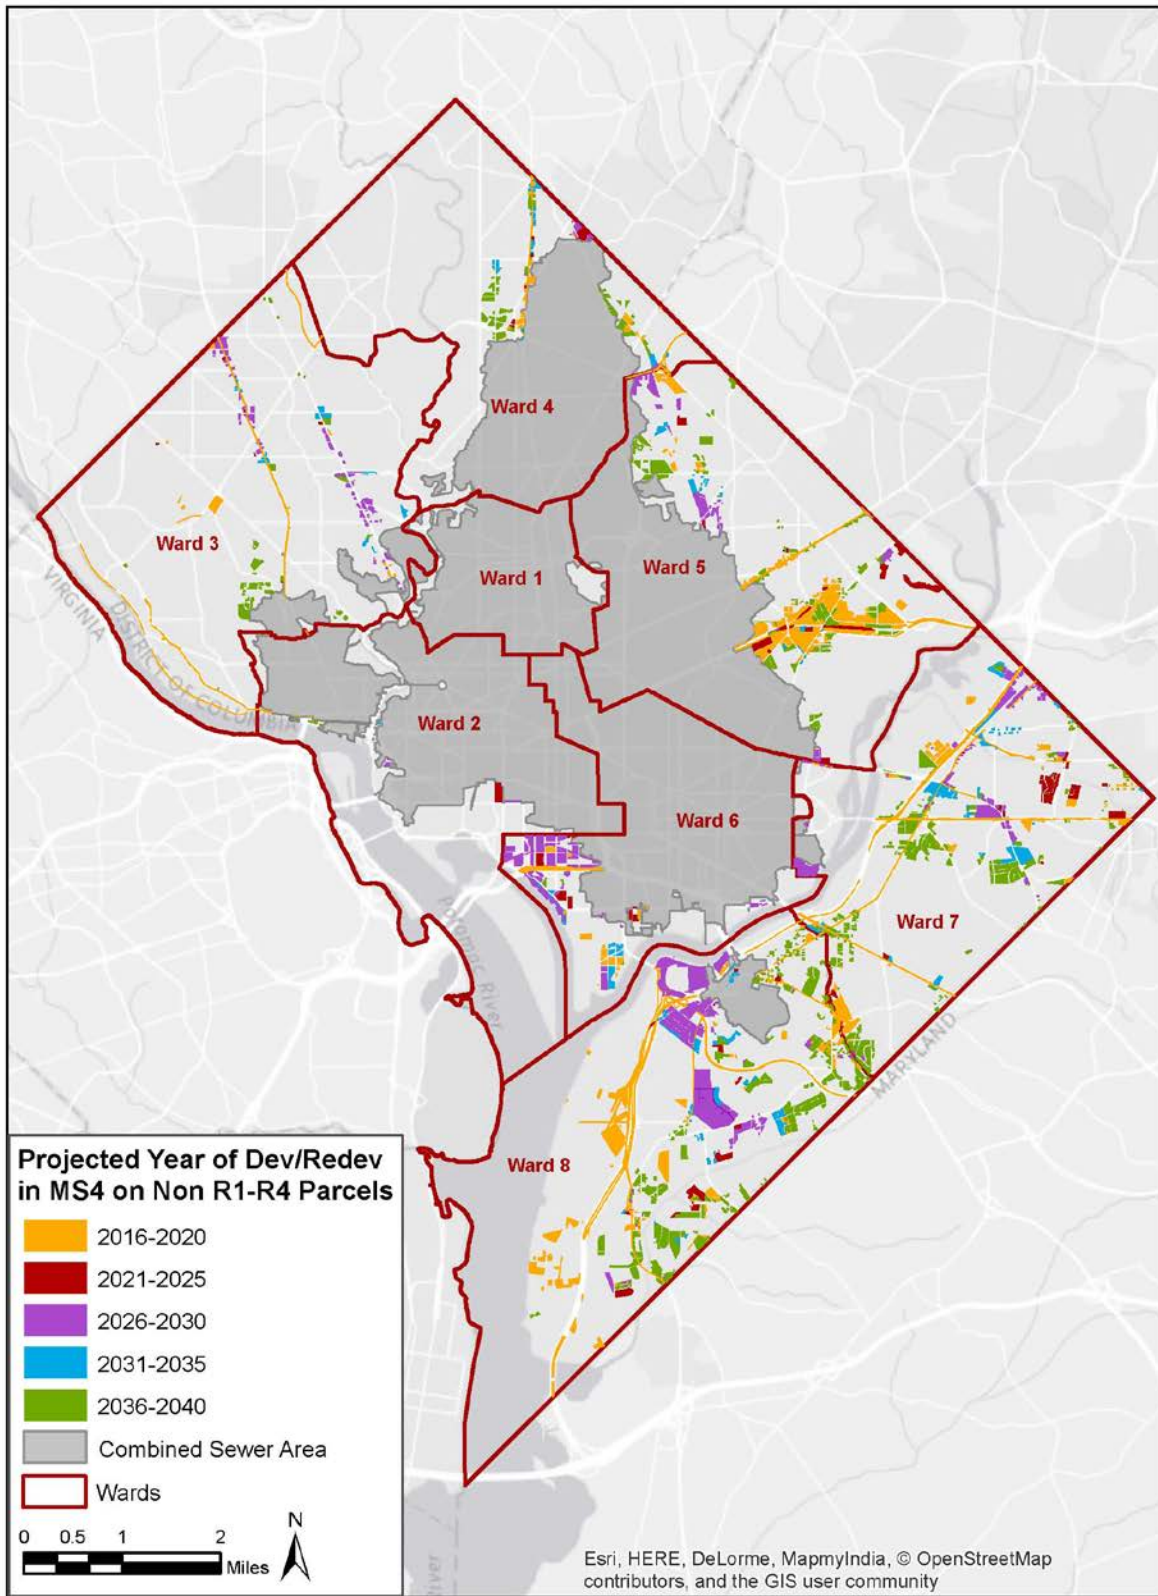 Ward 4
Ward 3
Ward 1
Ward 5
VIRGINIA
DISTRICT OF COLUMBIA
Ward 2
Ward 6
Ward 7
Potomac River
MARYLAND
Ward 8
Projected Year of Dev/Redev
in MS4 on Non R1-R4 Parcels
2016-2020
2021-2025
2026-2030
2031-2035
2036-2040
Combined Sewer Area
Wards
0 0.5 1 2
Miles
N
River
Esri, HERE, DeLorme, MapmyIndia, © OpenStreetMap
contributors, and the GIS user community